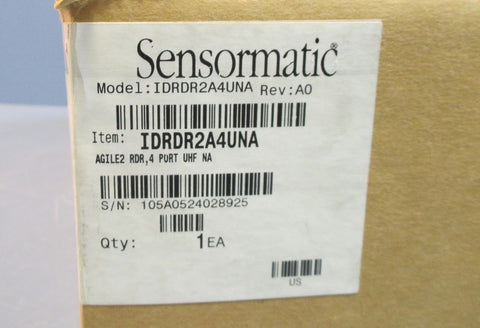 Sensormatic®
Model:IDRDR2A4UNA Rev:A0
Item: IDRDR2A4UNA
AGILE2 RDR,4 PORT UHF NA
S/N: 105A0524028925
Qty: 1EA
US